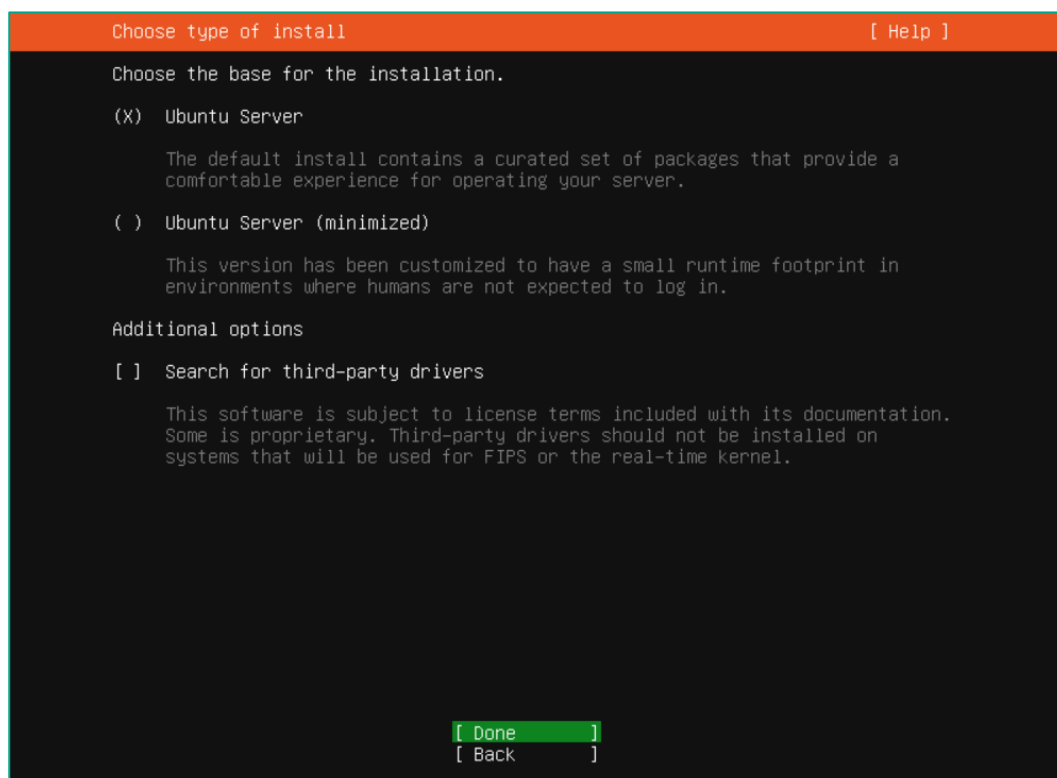 Choose type of install [ Help ]
Choose the base for the installation.
(X) Ubuntu Server
The default install contains a curated set of packages that provide a
comfortable experience for operating your server.
( ) Ubuntu Server (minimized)
This version has been customized to have a small runtime footprint in
environments where humans are not expected to log in.
Additional options
[ ] Search for third-party drivers
This software is subject to license terms included with its documentation.
Some is proprietary. Third-party drivers should not be installed on
systems that will be used for FIPS or the real-time kernel.
[ Done ]
[ Back ]